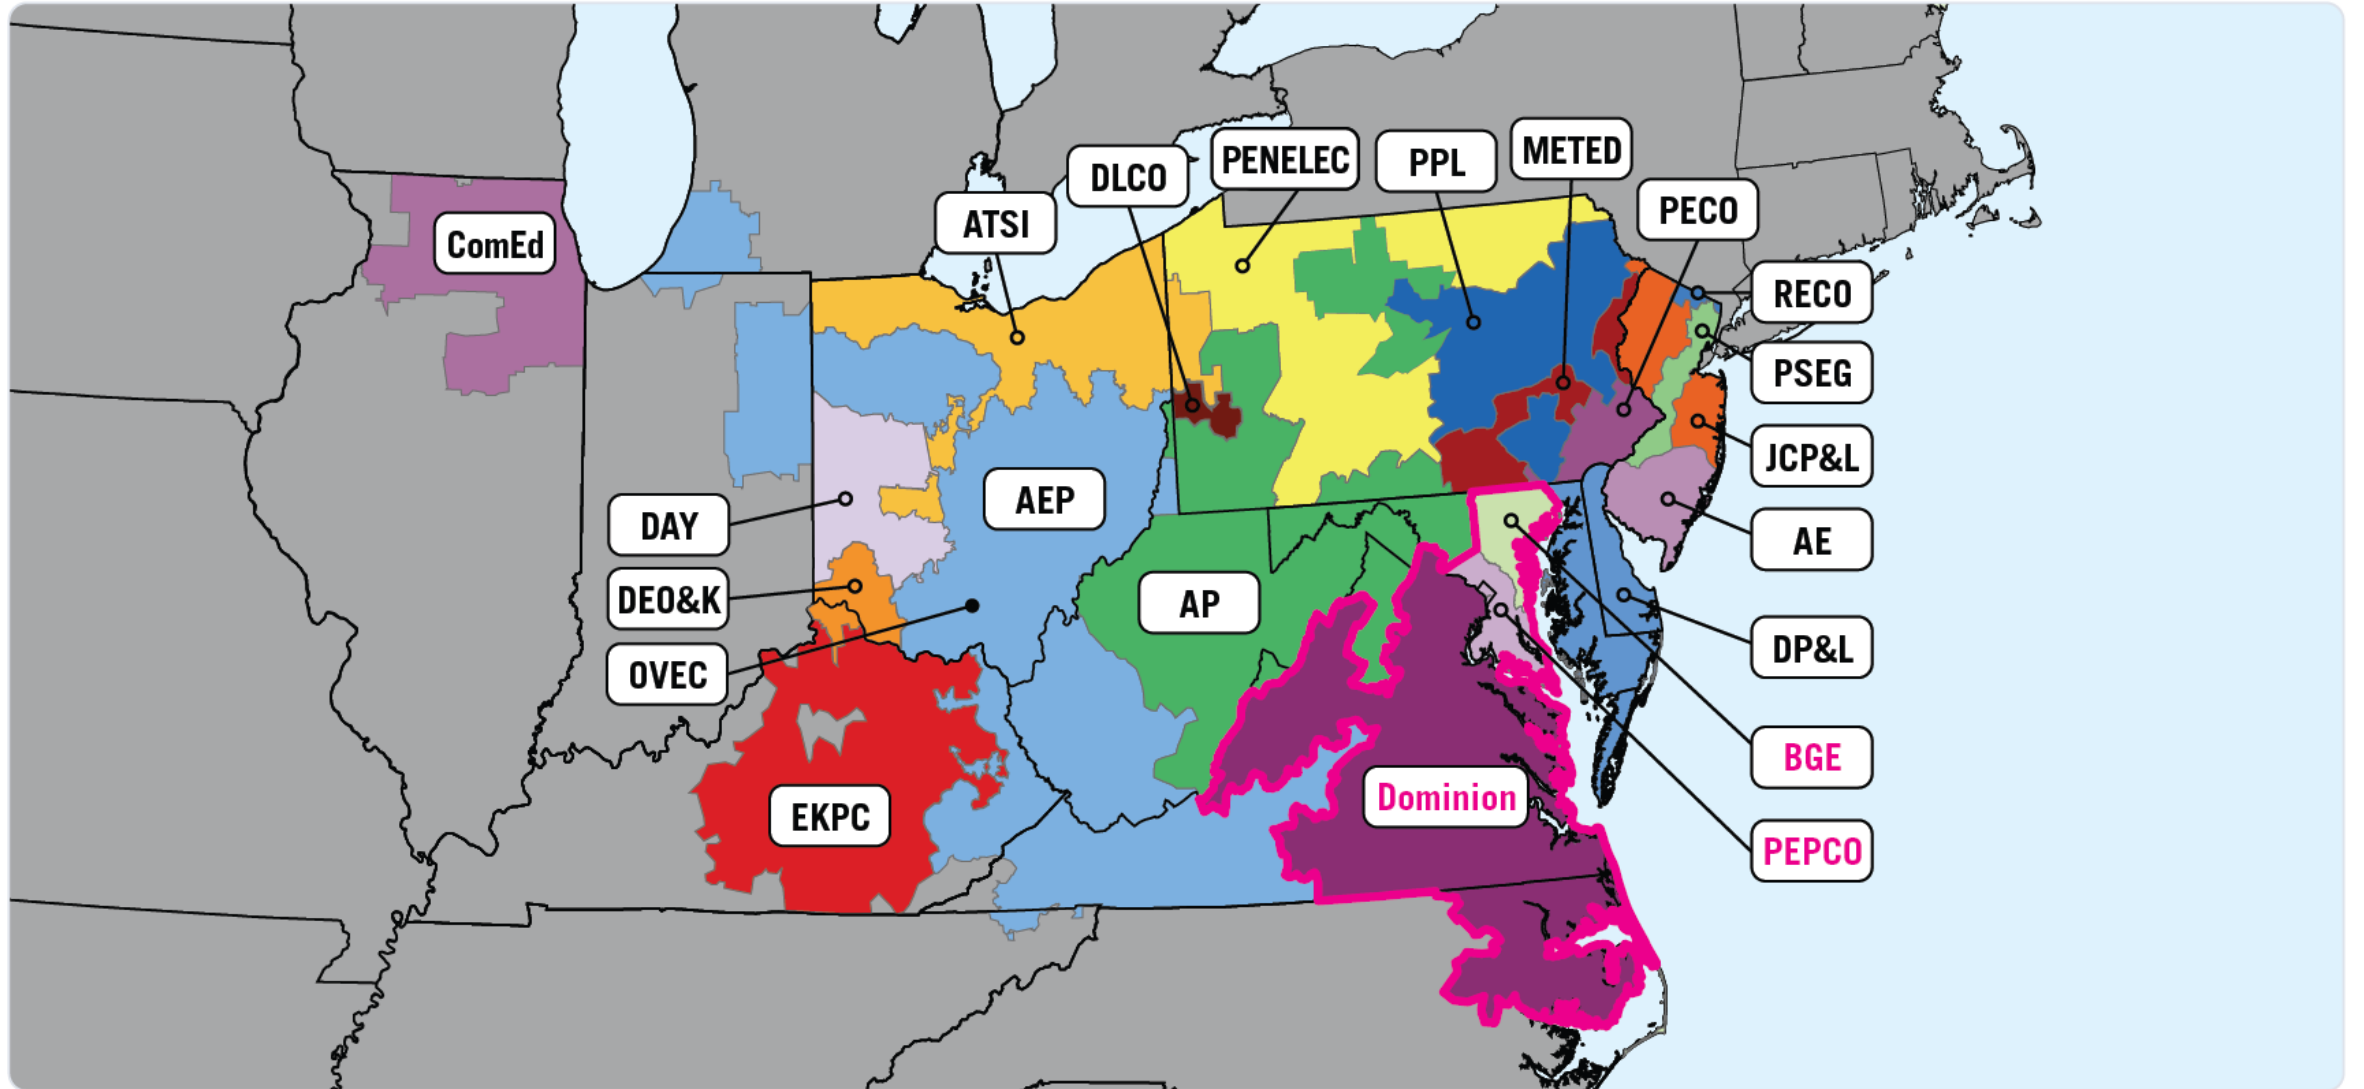 METED
PENELEC
PPL
DLCO
PECO
ATSI
ComEd
RECO
PSEG
JCP&L
AEP
DAY
AE
DEO&K
AP
DP&L
OVEC
BGE
Dominion
EKPC
PEPCO